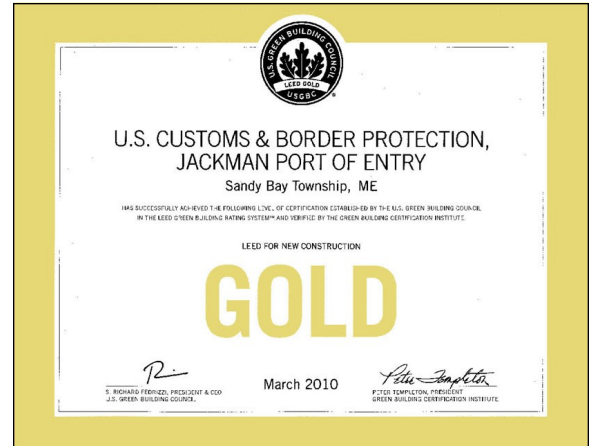 U.S. GREEN BUILDING COUNCIL
LEED GOLD
USGBC
U.S. CUSTOMS & BORDER PROTECTION,
JACKMAN PORT OF ENTRY
Sandy Bay Township, ME
HAS SUCCESSFULLY ACHIEVED THE FOLLOWING LEVEL OF CERTIFICATION ESTABLISHED BY THE U.S. GREEN BUILDING COUNCIL
IN THE LEED GREEN BUILDING RATING SYSTEM™ AND VERIFIED BY THE GREEN BUILDING CERTIFICATION INSTITUTE.
LEED FOR NEW CONSTRUCTION
GOLD
Peter Templeton
S. RICHARD FEDRIZZI, PRESIDENT & CEO
U.S. GREEN BUILDING COUNCIL
March 2010
PETER TEMPLETON, PRESIDENT
GREEN BUILDING CERTIFICATION INSTITUTE